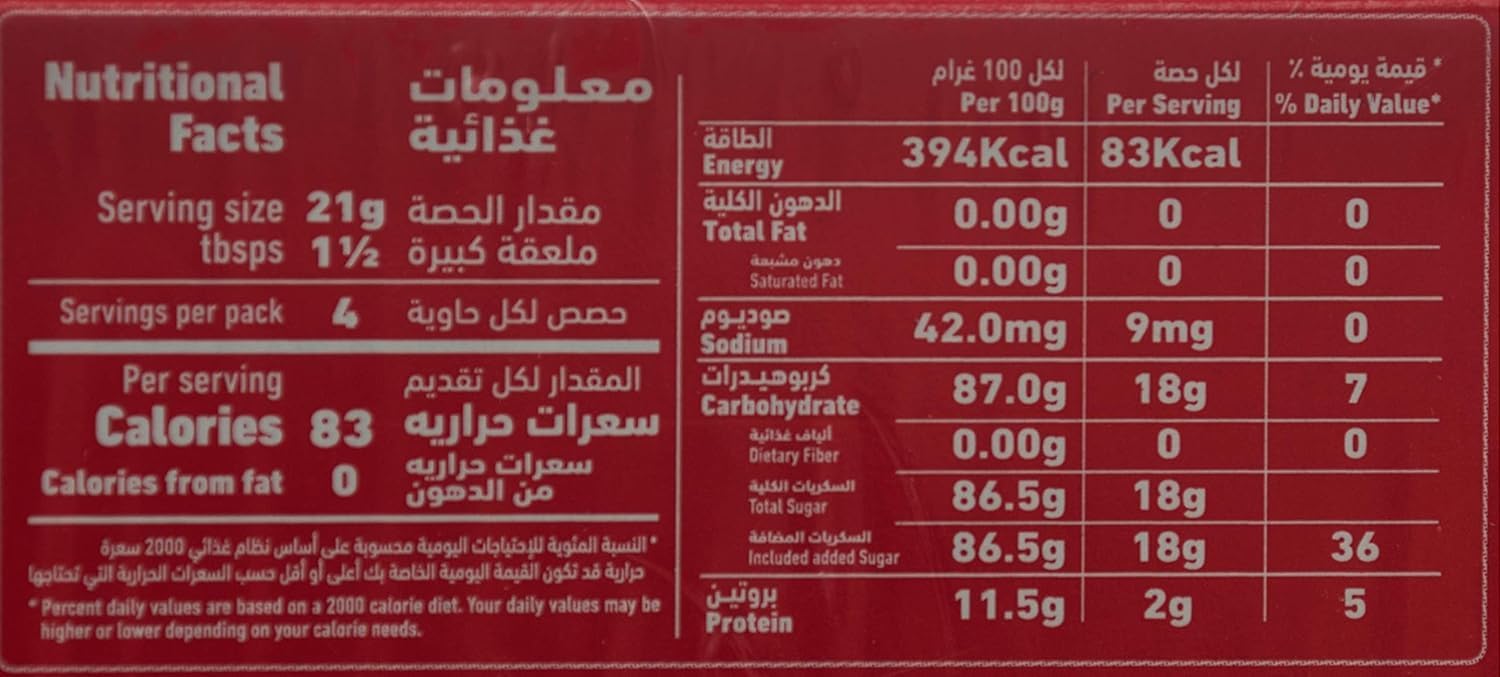 Nutritional معلومات
Facts غذائية
Serving size 21g مقدار الحصة
tbsps 1½ ملعقة كبيرة
Servings per pack 4 حصص لكل حاوية
Per serving المقدار لكل تقديم
Calories 83 سعرات حراريه
Calories from fat 0 سعرات حراريه
من الدهون
* النسبة المئوية للإحتياجات اليومية محسوبة على أساس نظام غذائي 2000 سعرة
حرارية قد تكون القيمة اليومية الخاصة بك أعلى أو أقل حسب السعرات الحرارية التي تحتاجها
* Percent daily values are based on a 2000 calorie diet. Your daily values may be
higher or lower depending on your calorie needs.
لكل 100 غرام لكل حصة * قيمة يومية %
Per 100g Per Serving % Daily Value*
الطاقة
Energy 394Kcal 83Kcal
الدهون الكلية
Total Fat 0.00g 0 0
دهون مشبعة
Saturated Fat 0.00g 0 0
صوديوم
Sodium 42.0mg 9mg 0
كربوهيدرات
Carbohydrate 87.0g 18g 7
ألياف غذائية
Dietary Fiber 0.00g 0 0
السكريات الكلية
Total Sugar 86.5g 18g
السكريات المضافة
Included added Sugar 86.5g 18g 36
بروتين
Protein 11.5g 2g 5